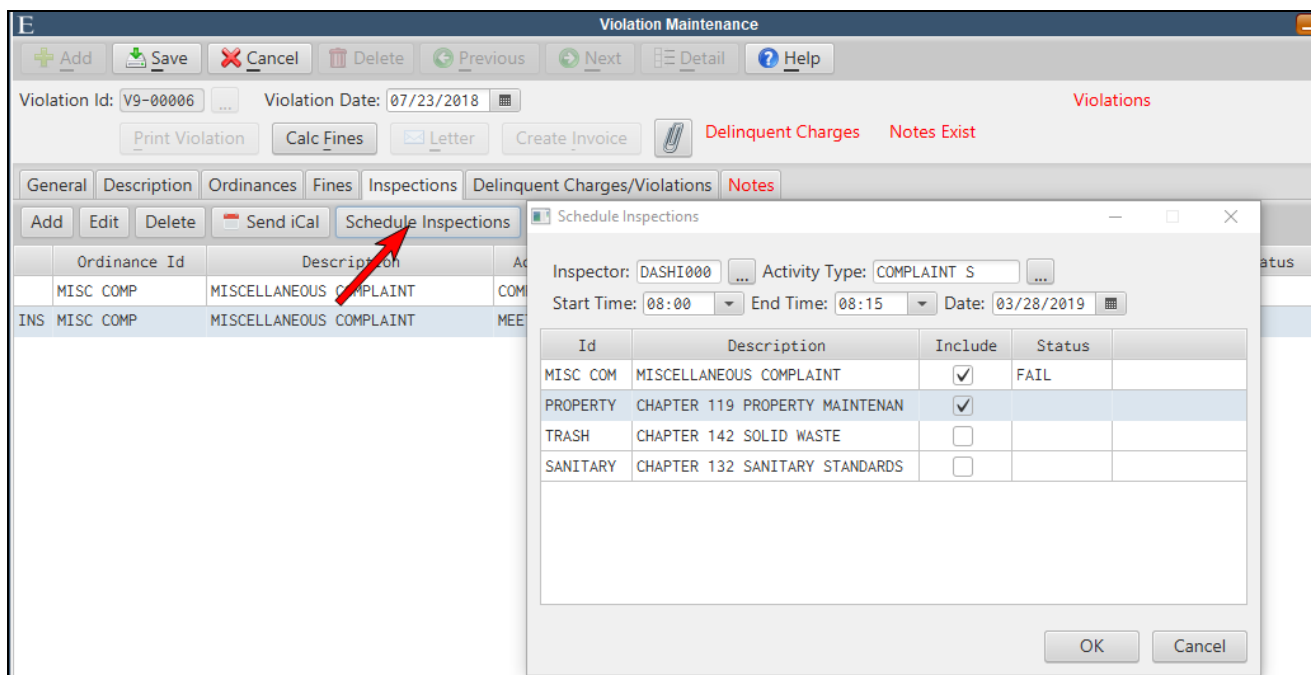 E Violation Maintenance
Add Save Cancel Delete Previous Next Detail Help
Violation Id: V9-00006 ... Violation Date: 07/23/2018 Violations
Print Violation Calc Fines Letter Create Invoice Delinquent Charges Notes Exist
General Description Ordinances Fines Inspections Delinquent Charges/Violations Notes
Add Edit Delete Send iCal Schedule Inspections
Ordinance Id Description Ac atus
MISC COMP MISCELLANEOUS COMPLAINT COM
INS MISC COMP MISCELLANEOUS COMPLAINT MEET
Schedule Inspections
Inspector: DASHI000 ... Activity Type: COMPLAINT S ...
Start Time: 08:00 End Time: 08:15 Date: 03/28/2019
Id Description Include Status
MISC COM MISCELLANEOUS COMPLAINT FAIL
PROPERTY CHAPTER 119 PROPERTY MAINTENAN
TRASH CHAPTER 142 SOLID WASTE
SANITARY CHAPTER 132 SANITARY STANDARDS
OK Cancel